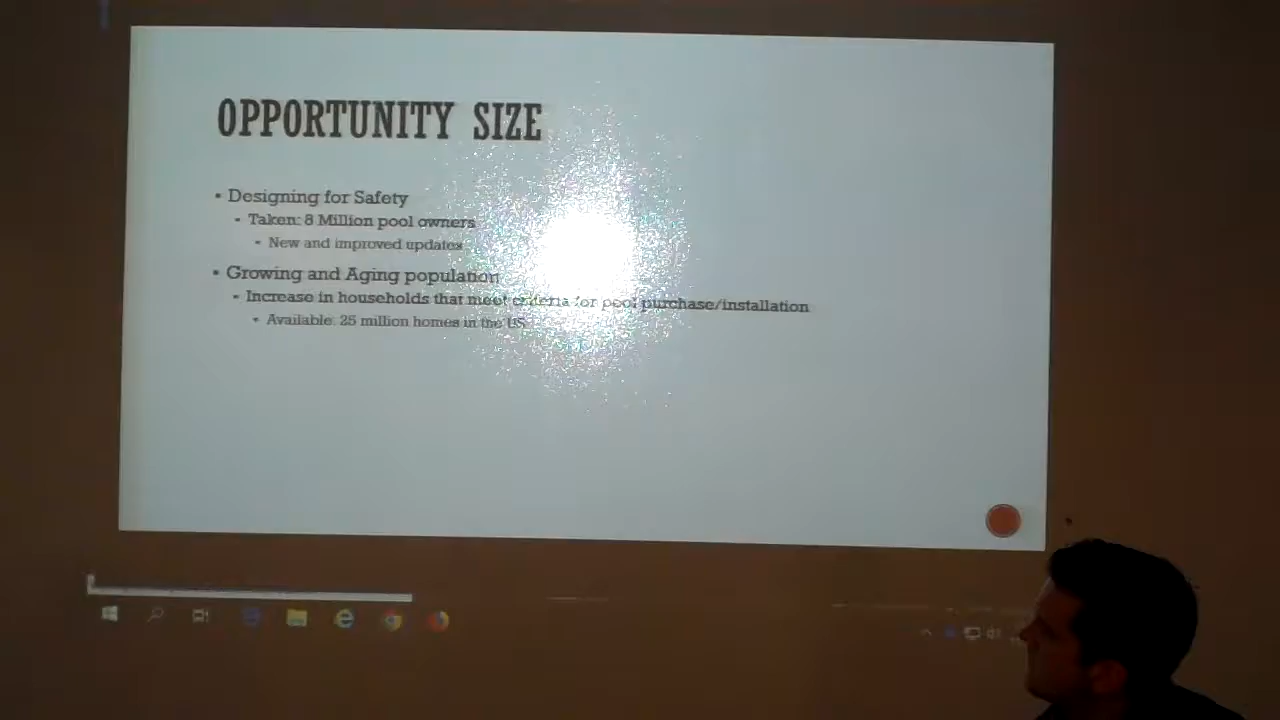 OPPORTUNITY SIZE
Designing for Safety
Taken: 8 Million pool owners
New and improved updates
Growing and Aging population
Increase in households that meet criteria for pool purchase/installation
Available: 25 million homes in the US